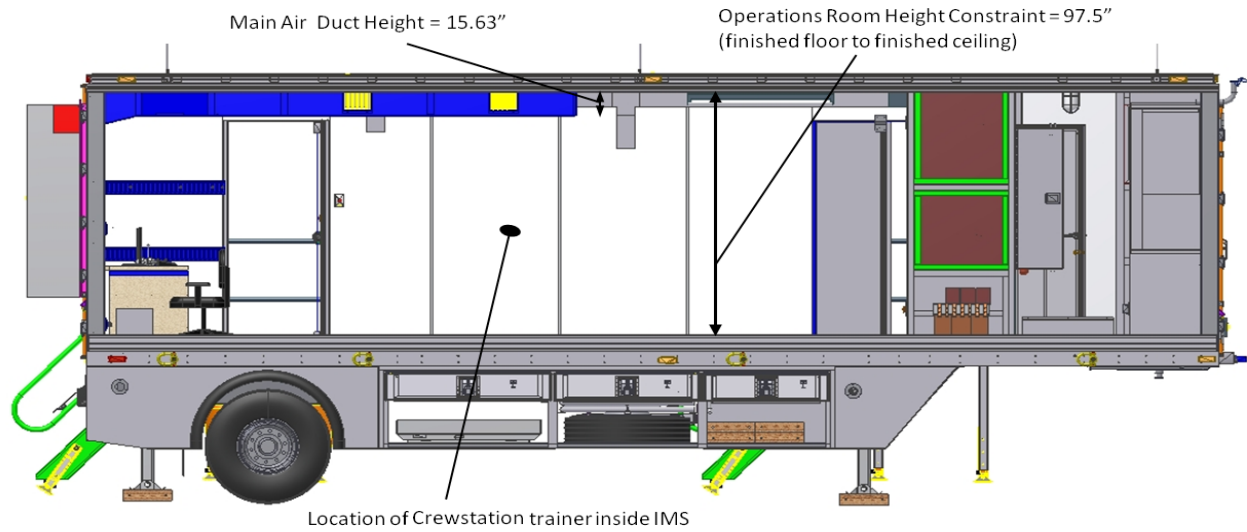 Main Air Duct Height = 15.63”
Operations Room Height Constraint = 97.5”
(finished floor to finished ceiling)
Location of Crewstation trainer inside IMS